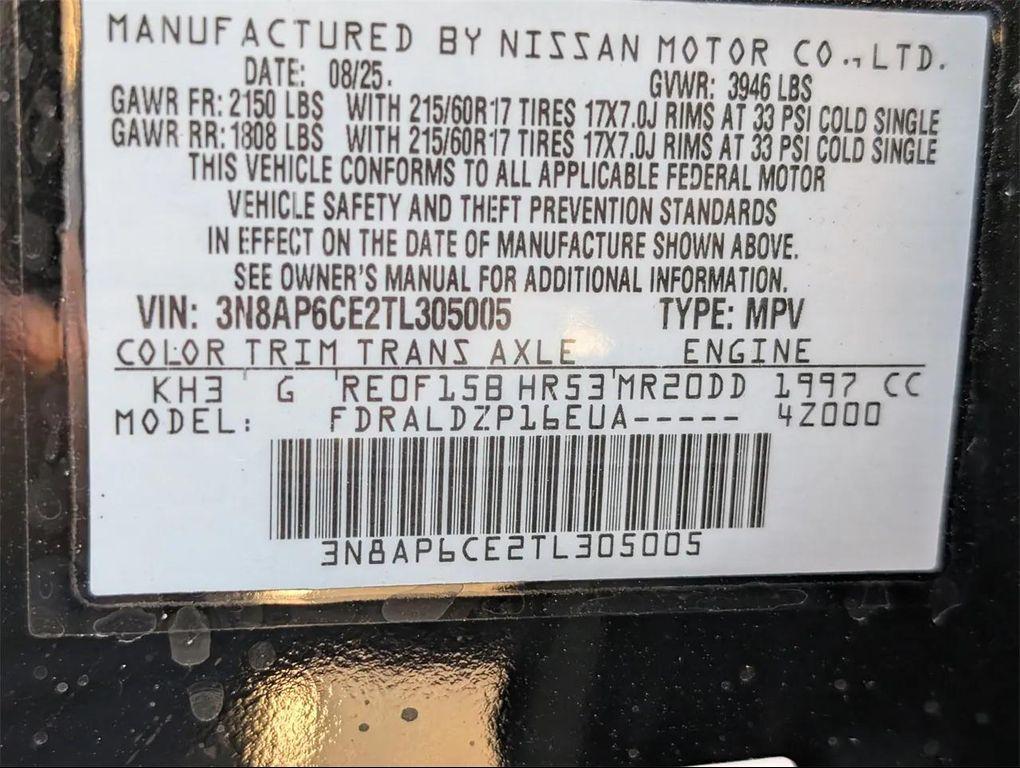 MANUFACTURED BY NISSAN MOTOR CO.,LTD.
DATE: 08/25. GVWR: 3946 LBS
GAWR FR: 2150 LBS WITH 215/60R17 TIRES 17X7.0J RIMS AT 33 PSI COLD SINGLE
GAWR RR: 1808 LBS WITH 215/60R17 TIRES 17X7.0J RIMS AT 33 PSI COLD SINGLE
THIS VEHICLE CONFORMS TO ALL APPLICABLE FEDERAL MOTOR
VEHICLE SAFETY AND THEFT PREVENTION STANDARDS
IN EFFECT ON THE DATE OF MANUFACTURE SHOWN ABOVE.
SEE OWNER'S MANUAL FOR ADDITIONAL INFORMATION.
VIN: 3N8AP6CE2TL305005 TYPE: MPV
COLOR TRIM TRANS AXLE ENGINE
KH3 G RE0F15B HR53 MR20DD 1997 CC
MODEL: FDRALDZP16EUA----- 4Z000
3N8AP6CE2TL305005